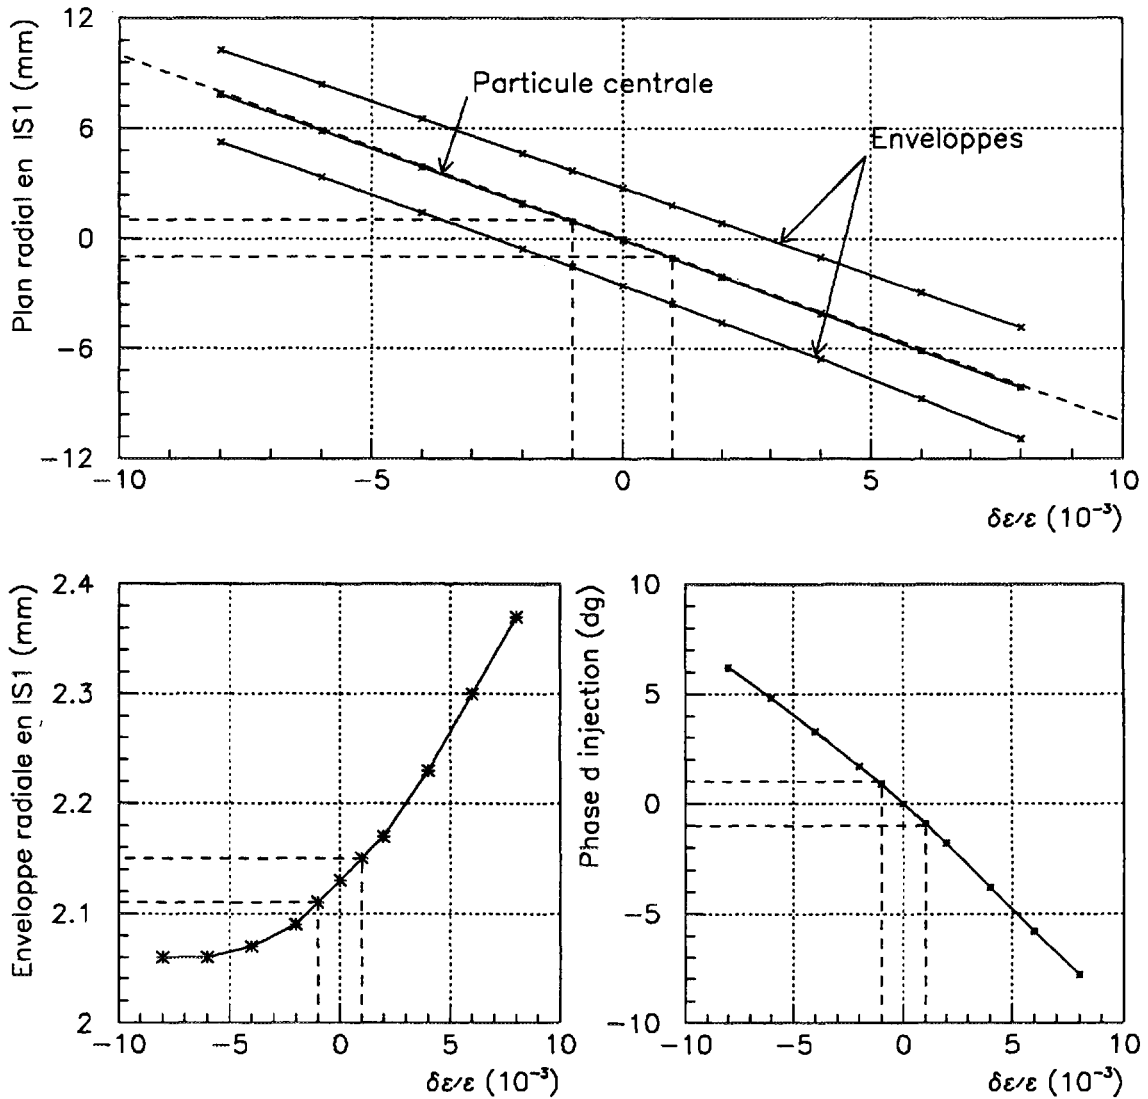 Plan radial en IS1 (mm)
12
6
0
−6
−12
Particule centrale
Enveloppes
−10 −5 0 5 10
δε/ε (10⁻³)
Enveloppe radiale en IS1 (mm)
2.4
2.3
2.2
2.1
2
−10 −5 0 5 10
δε/ε (10⁻³)
Phase d injection (dg)
10
5
0
−5
−10
−10 −5 0 5 10
δε/ε (10⁻³)